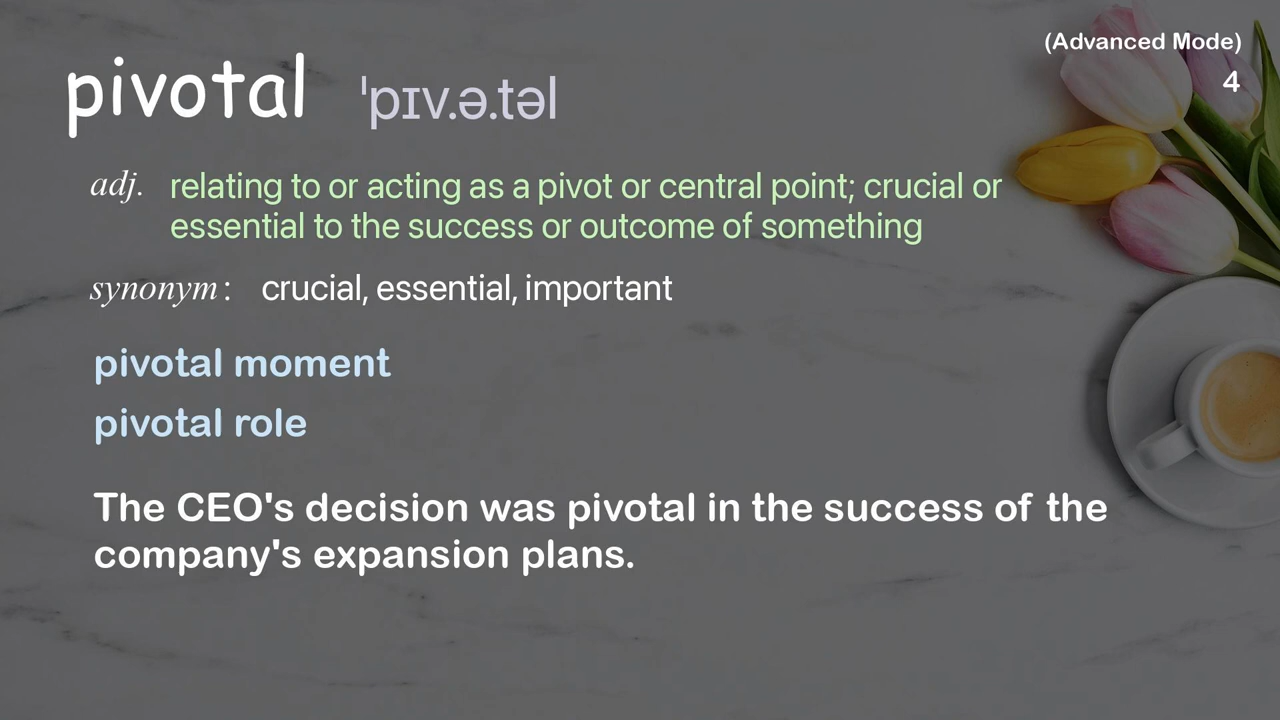 (Advanced Mode)
4
pivotal ˈpɪv.ə.təl
adj. relating to or acting as a pivot or central point; crucial or
essential to the success or outcome of something
synonym: crucial, essential, important
pivotal moment
pivotal role
The CEO's decision was pivotal in the success of the
company's expansion plans.